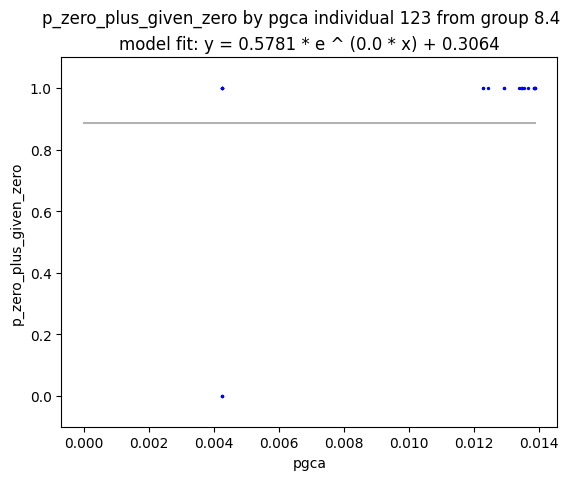 p_zero_plus_given_zero by pgca individual 123 from group 8.4
model fit: y = 0.5781 * e ^ (0.0 * x) + 0.3064
1.0
0.8
0.6
0.4
0.2
0.0
p_zero_plus_given_zero
0.000 0.002 0.004 0.006 0.008 0.010 0.012 0.014
pgca